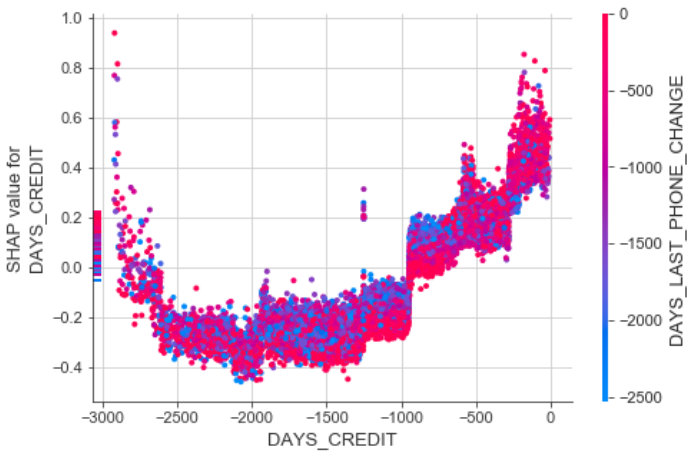 1.0
0.8
0.6
0.4
0.2
0.0
−0.2
−0.4
SHAP value for
DAYS_CREDIT
−3000 −2500 −2000 −1500 −1000 −500 0
DAYS_CREDIT
0
−500
−1000
−1500
−2000
−2500
DAYS_LAST_PHONE_CHANGE